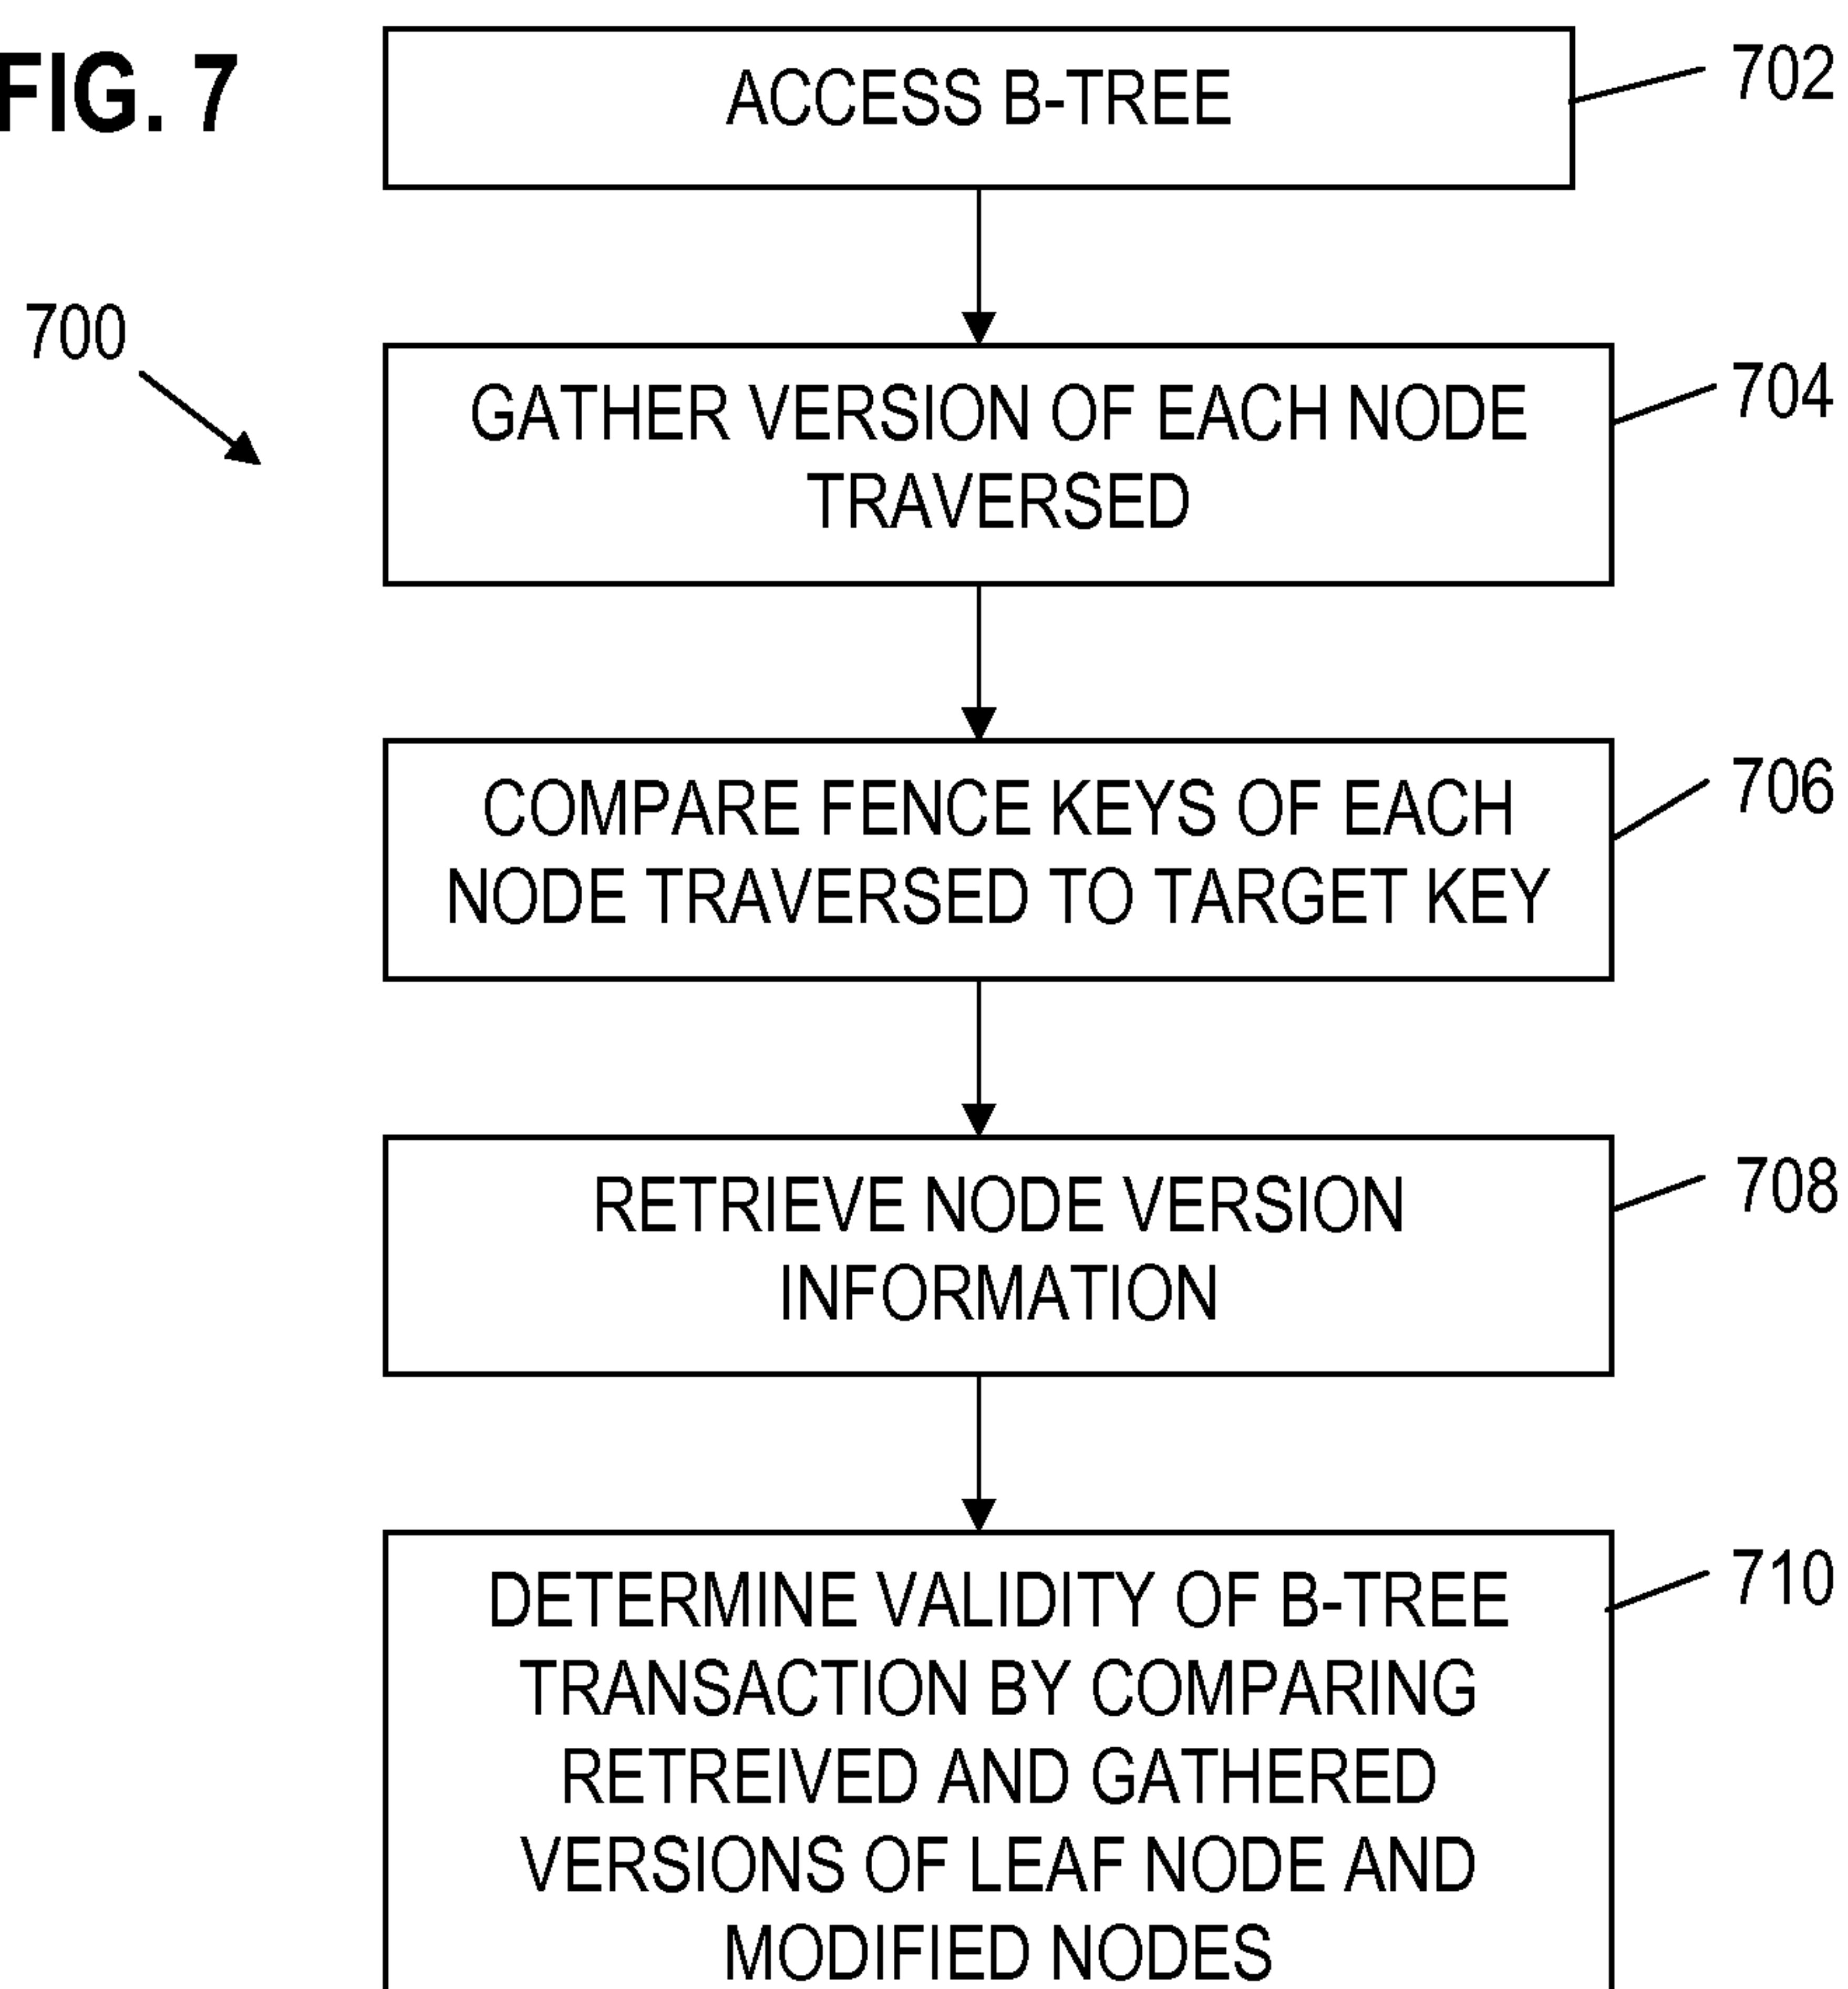 FIG. 7
ACCESS B-TREE
702
700
GATHER VERSION OF EACH NODE
TRAVERSED
704
COMPARE FENCE KEYS OF EACH
NODE TRAVERSED TO TARGET KEY
706
RETRIEVE NODE VERSION
INFORMATION
708
DETERMINE VALIDITY OF B-TREE
TRANSACTION BY COMPARING
RETREIVED AND GATHERED
VERSIONS OF LEAF NODE AND
MODIFIED NODES
710